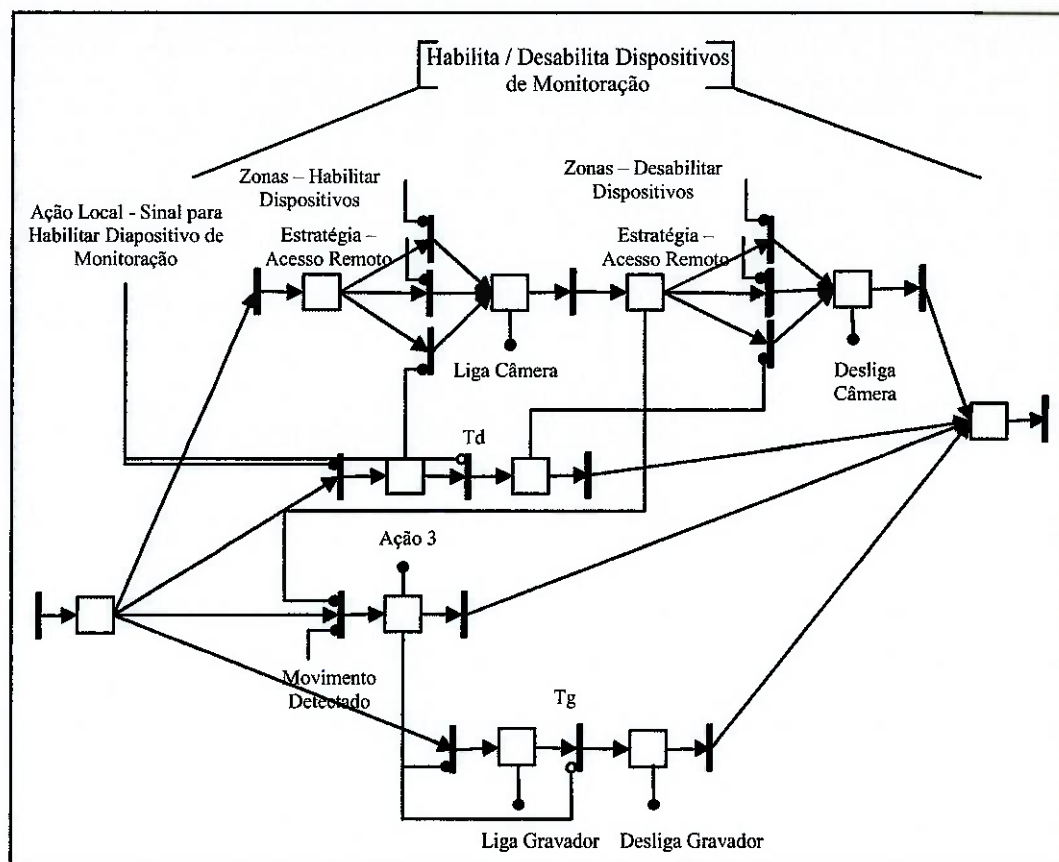 Habilita / Desabilita Dispositivos
de Monitoração
Zonas – Habilitar
Dispositivos
Zonas – Desabilitar
Dispositivos
Ação Local - Sinal para
Habilitar Diapositivo de
Monitoração
Estratégia –
Acesso Remoto
Estratégia –
Acesso Remoto
Liga Câmera
Desliga
Câmera
Td
Ação 3
Movimento
Detectado
Tg
Liga Gravador
Desliga Gravador